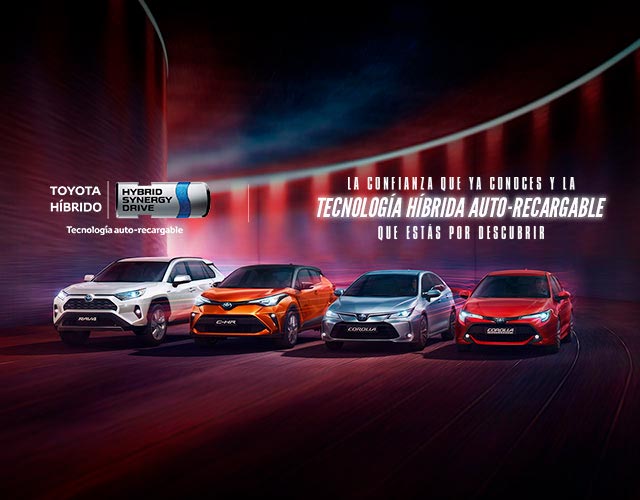 TOYOTA
HÍBRIDO
HYBRID
SYNERGY
DRIVE
Tecnología auto-recargable
LA CONFIANZA QUE YA CONOCES Y LA
TECNOLOGÍA HÍBRIDA AUTO-RECARGABLE
QUE ESTÁS POR DESCUBRIR
RAV4
C-HR
COROLLA
COROLLA